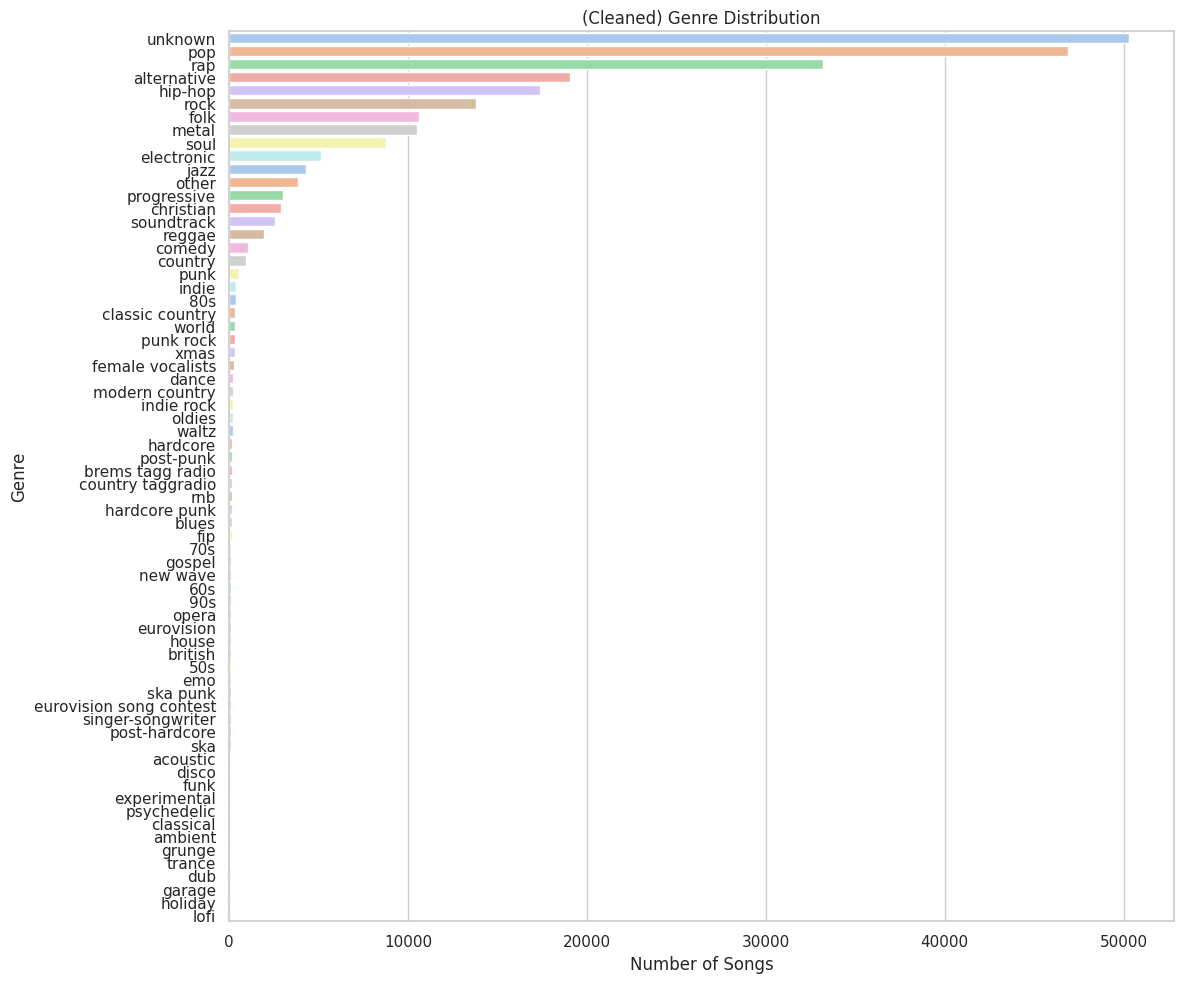 (Cleaned) Genre Distribution
unknown
pop
rap
alternative
hip-hop
rock
folk
metal
soul
electronic
jazz
other
progressive
christian
soundtrack
reggae
comedy
country
punk
indie
80s
classic country
world
punk rock
xmas
female vocalists
dance
modern country
indie rock
oldies
waltz
hardcore
post-punk
brems tagg radio
country taggradio
rnb
hardcore punk
blues
fip
70s
gospel
new wave
60s
90s
opera
eurovision
house
british
50s
emo
ska punk
eurovision song contest
singer-songwriter
post-hardcore
ska
acoustic
disco
funk
experimental
psychedelic
classical
ambient
grunge
trance
dub
garage
holiday
lofi
Genre
0 10000 20000 30000 40000 50000
Number of Songs